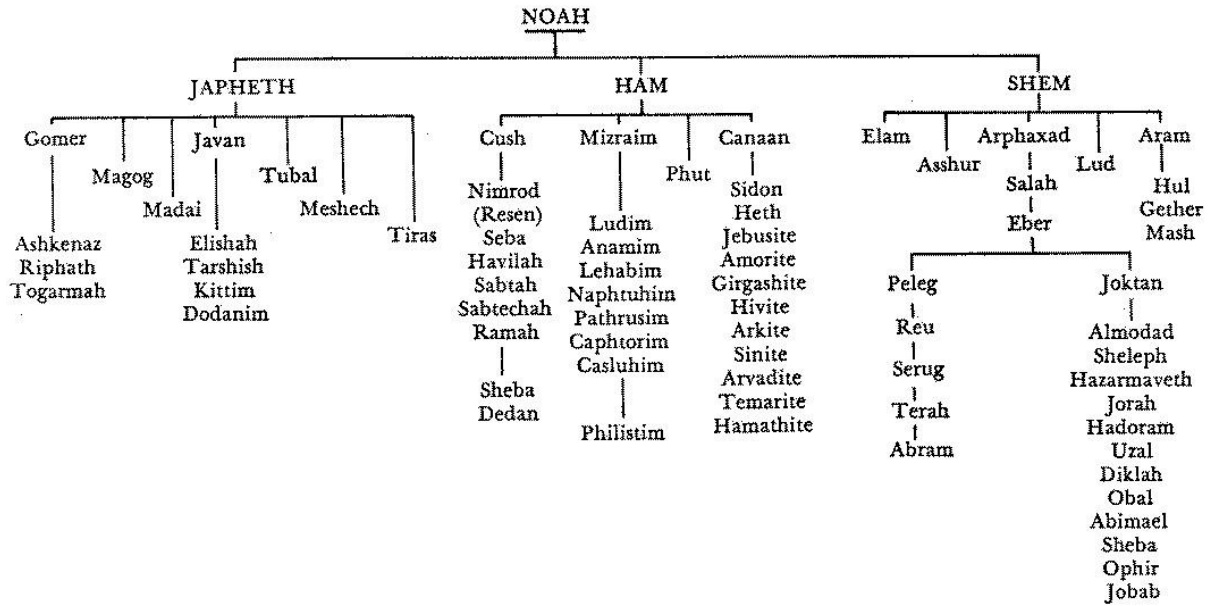 NOAH
JAPHETH HAM SHEM
Gomer Magog Madai Javan Tubal Meshech Tiras
Ashkenaz
Riphath
Togarmah
Elishah
Tarshish
Kittim
Dodanim
Cush Mizraim Phut Canaan
Nimrod
(Resen)
Seba
Havilah
Sabtah
Sabtechah
Ramah
Sheba
Dedan
Ludim
Anamim
Lehabim
Naphtuhim
Pathrusim
Caphtorim
Casluhim
Philistim
Sidon
Heth
Jebusite
Amorite
Girgashite
Hivite
Arkite
Sinite
Arvadite
Temarite
Hamathite
Elam Asshur Arphaxad Lud Aram
Salah
Eber
Hul
Gether
Mash
Peleg
Reu
Serug
Terah
Abram
Joktan
Almodad
Sheleph
Hazarmaveth
Jorah
Hadoram
Uzal
Diklah
Obal
Abimael
Sheba
Ophir
Jobab